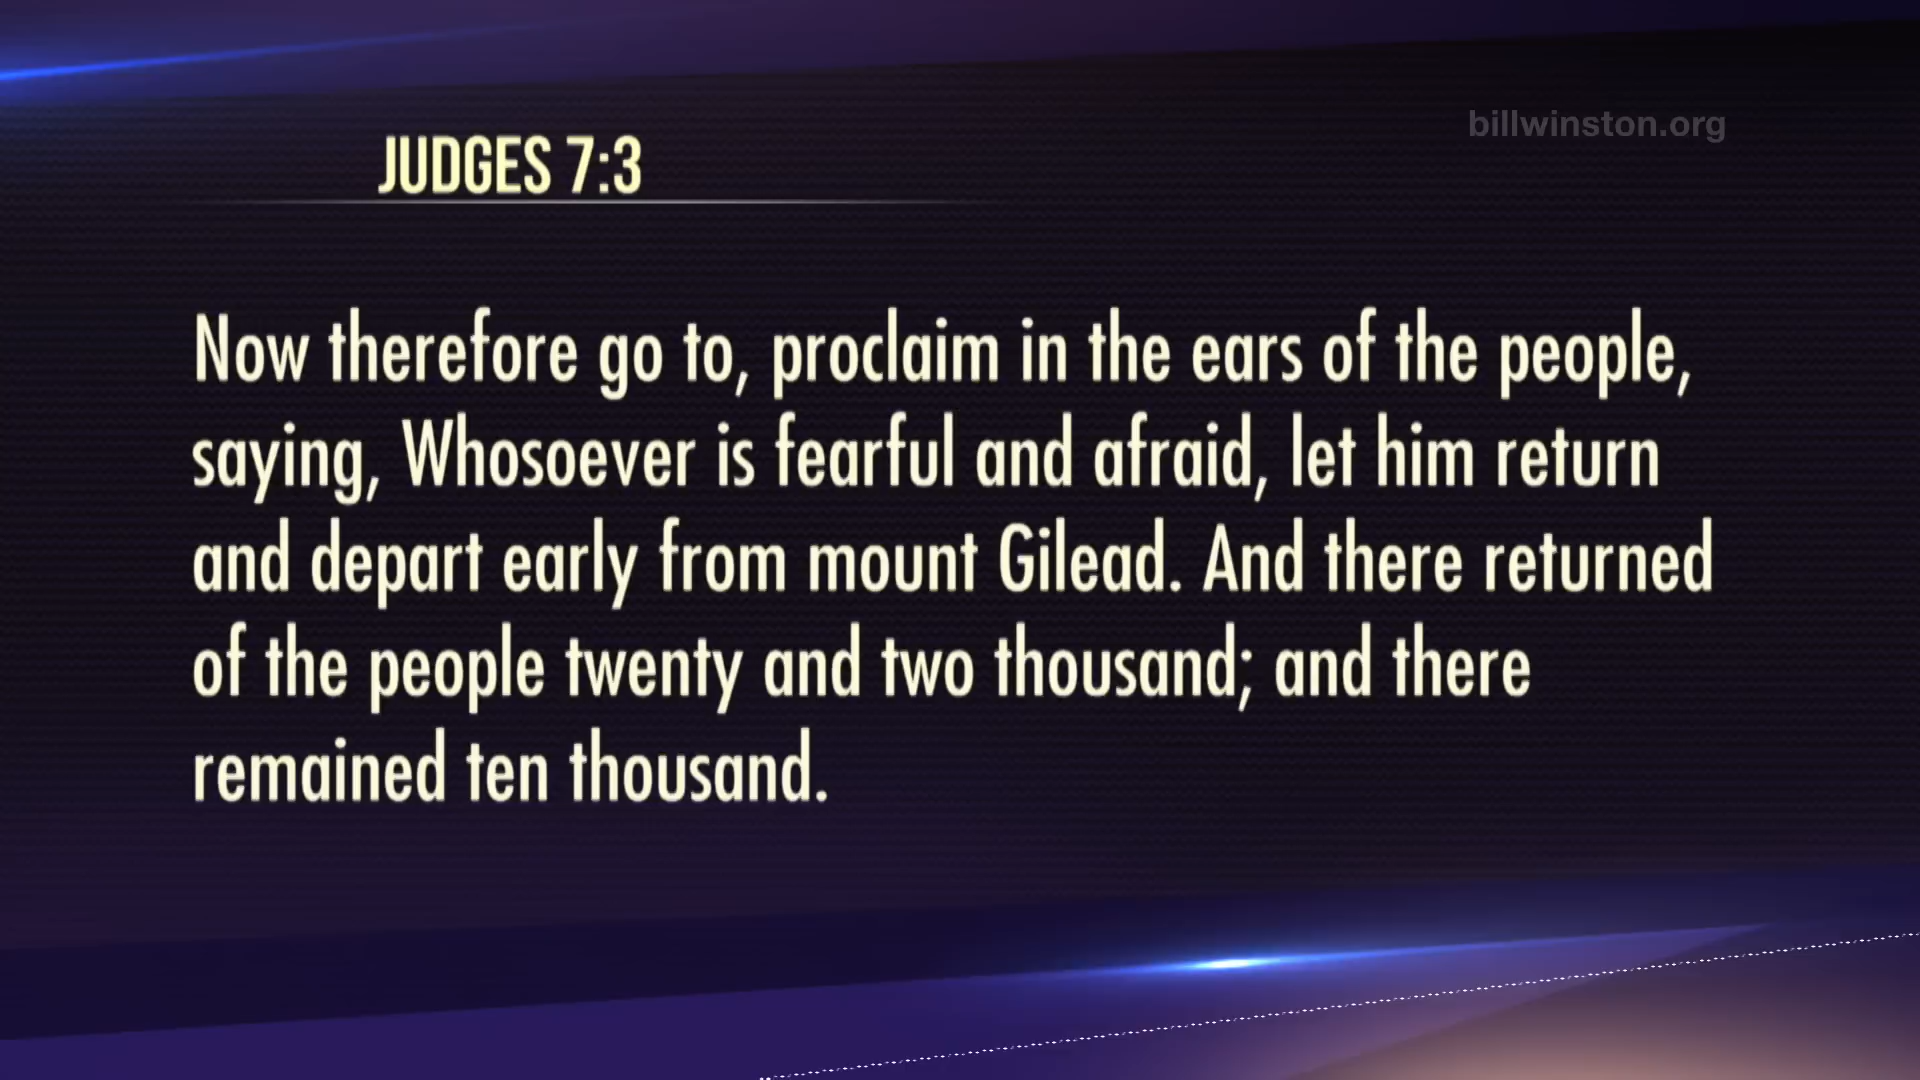 billwinston.org
JUDGES 7:3
Now therefore go to, proclaim in the ears of the people,
saying, Whosoever is fearful and afraid, let him return
and depart early from mount Gilead. And there returned
of the people twenty and two thousand; and there
remained ten thousand.